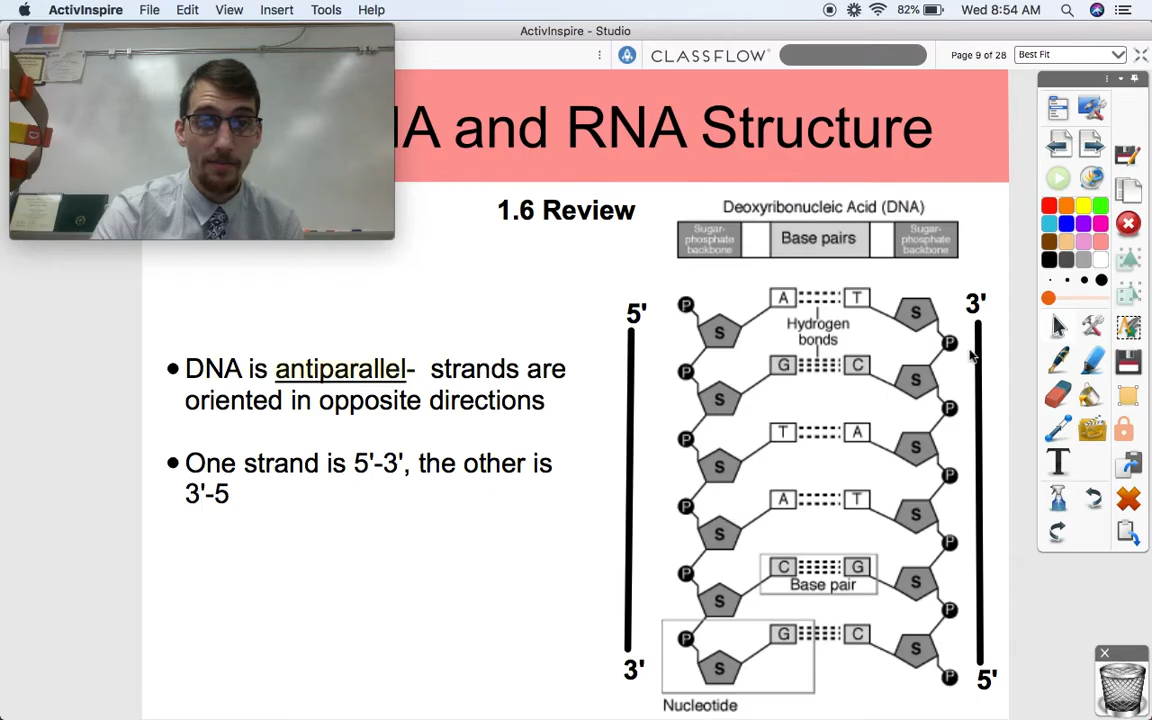 ActivInspire File Edit View Insert Tools Help 82% Wed 8:54 AM
ActivInspire - Studio
CLASSFLOW Page 9 of 28 Best Fit
NA and RNA Structure
1.6 Review
Deoxyribonucleic Acid (DNA)
Sugar-phosphate backbone Base pairs Sugar-phosphate backbone
5' P S A T S P 3'
Hydrogen bonds
P S G C S P
P S T A S P
P S A T S P
P S C G S P
Base pair
P S G C S P
3' 5'
Nucleotide
• DNA is antiparallel- strands are
oriented in opposite directions
• One strand is 5'-3', the other is
3'-5
T